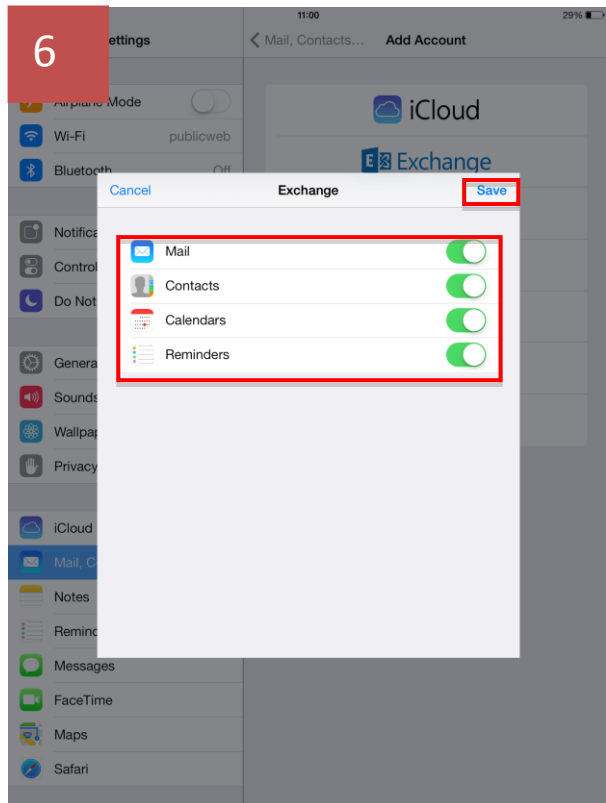 6
ettings
11:00
29%
Mail, Contacts... Add Account
Airplane Mode
Wi-Fi publicweb
Bluetooth Off
iCloud
E Exchange
Cancel Exchange Save
Mail
Contacts
Calendars
Reminders
Notifica
Control
Do Not
Genera
Sounds
Wallpap
Privacy
iCloud
Mail, C
Notes
Remind
Messages
FaceTime
Maps
Safari